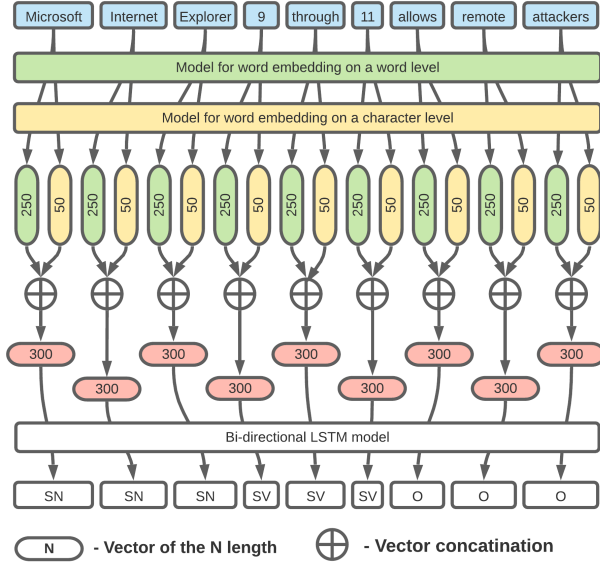 Microsoft Internet Explorer 9 through 11 allows remote attackers
Model for word embedding on a word level
Model for word embedding on a character level
250 50 250 50 250 50 250 50 250 50 250 50 250 50 250 50 250 50
300 300 300 300 300
300 300 300 300
Bi-directional LSTM model
SN SN SN SV SV SV O O O
N - Vector of the N length - Vector concatination